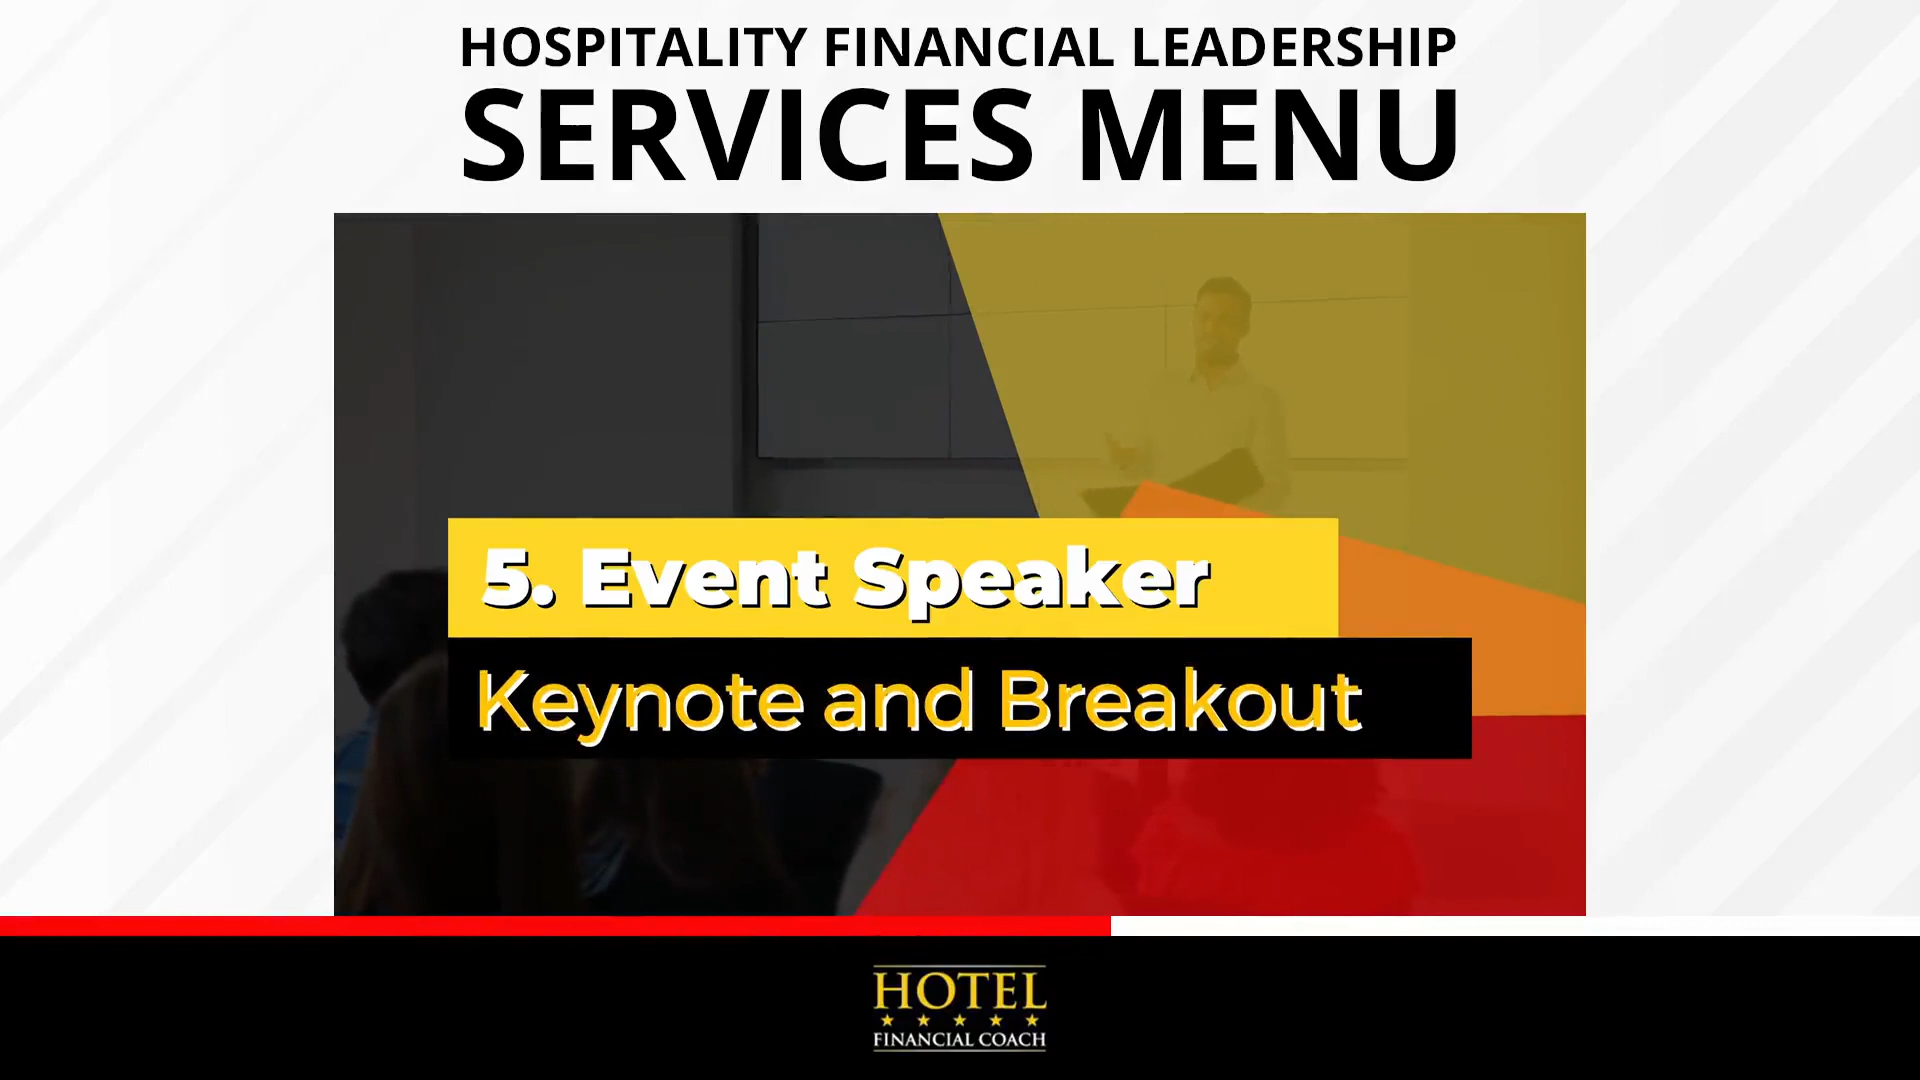 HOSPITALITY FINANCIAL LEADERSHIP
SERVICES MENU
5. Event Speaker
Keynote and Breakout
HOTEL
FINANCIAL COACH